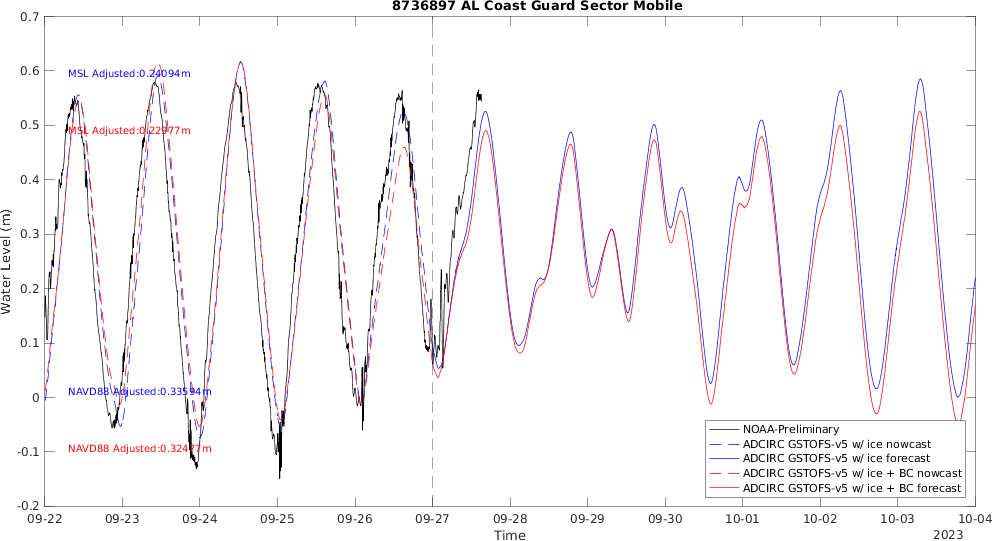 8736897 AL Coast Guard Sector Mobile
0.7
0.6
0.5
0.4
0.3
0.2
0.1
0
-0.1
-0.2
Water Level (m)
MSL Adjusted:0.24094m
MSL Adjusted:0.22977m
NAVD88 Adjusted:0.33594m
NAVD88 Adjusted:0.32477m
NOAA-Preliminary
ADCIRC GSTOFS-v5 w/ ice nowcast
ADCIRC GSTOFS-v5 w/ ice forecast
ADCIRC GSTOFS-v5 w/ ice + BC nowcast
ADCIRC GSTOFS-v5 w/ ice + BC forecast
09-22 09-23 09-24 09-25 09-26 09-27 09-28 09-29 09-30 10-01 10-02 10-03 10-04
Time
2023